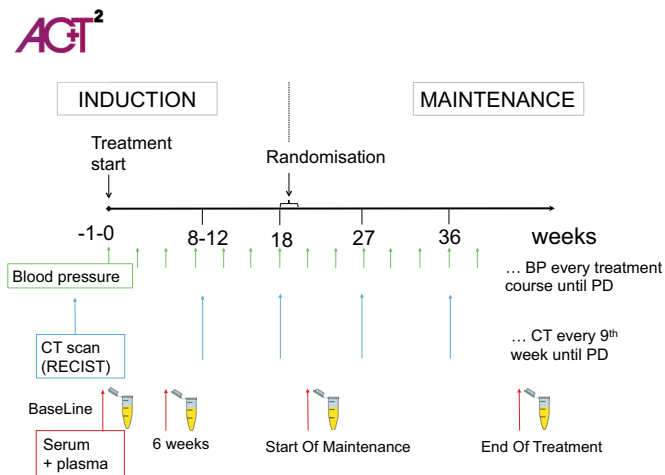 ACT²
INDUCTION
MAINTENANCE
Treatment
start
Randomisation
-1-0
8-12
18
27
36
weeks
Blood pressure
... BP every treatment
course until PD
CT scan
(RECIST)
... CT every 9th
week until PD
BaseLine
Serum
+ plasma
6 weeks
Start Of Maintenance
End Of Treatment